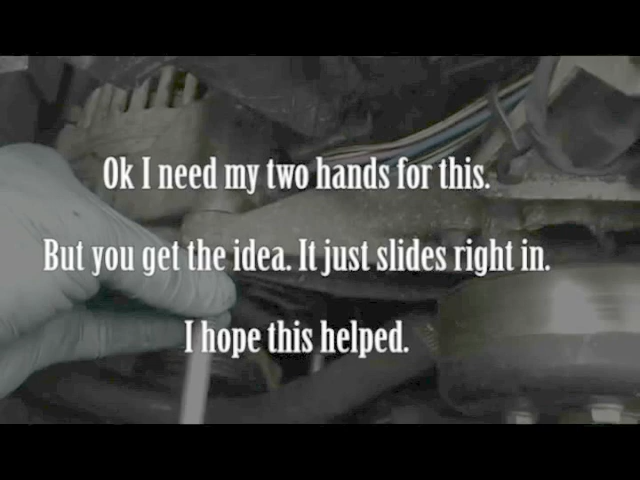 Ok I need my two hands for this.
But you get the idea. It just slides right in.
I hope this helped.